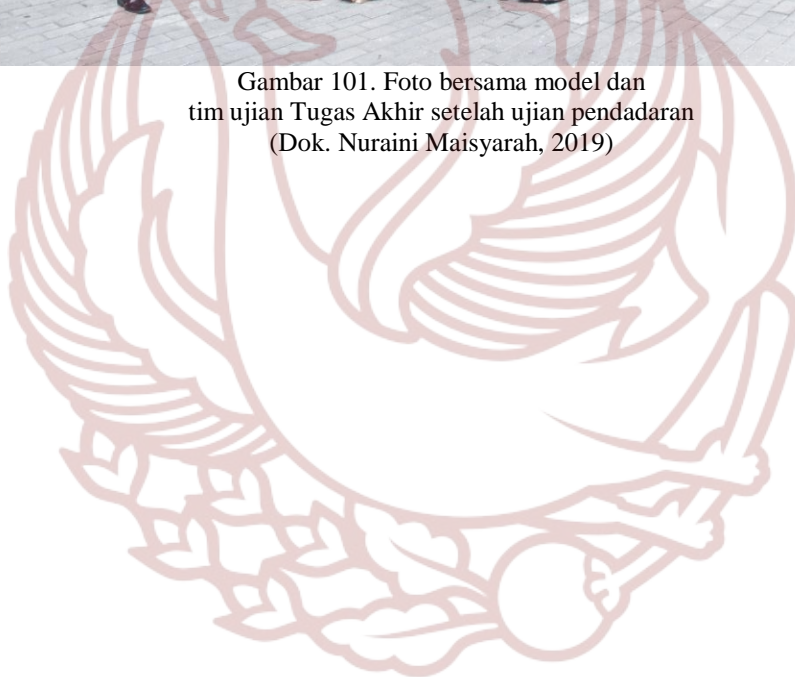 Gambar 101. Foto bersama model dan
tim ujian Tugas Akhir setelah ujian pendadaran
(Dok. Nuraini Maisyarah, 2019)